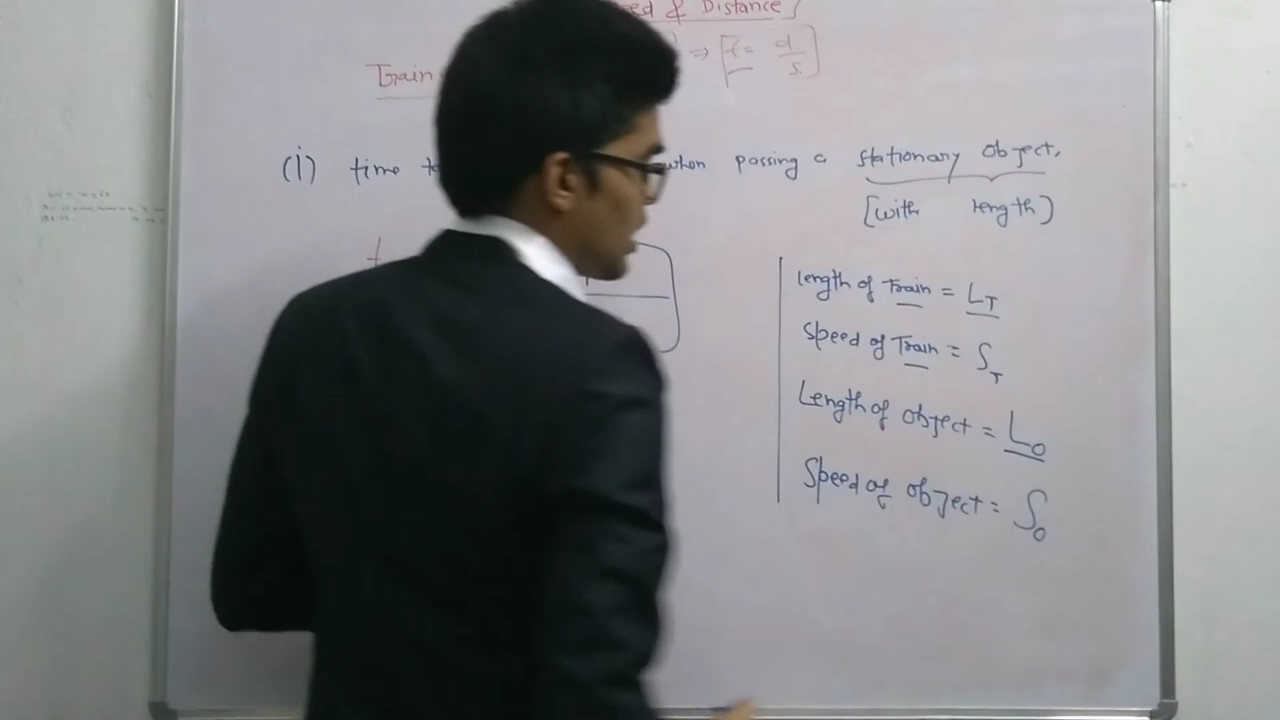 & Distance
Train ⇒ [t = d/s]
(i) time when passing a stationary object,
[with length]
t
length of Train = L_T
Speed of Train = S_T
Length of object = L_O
Speed of object = S_O